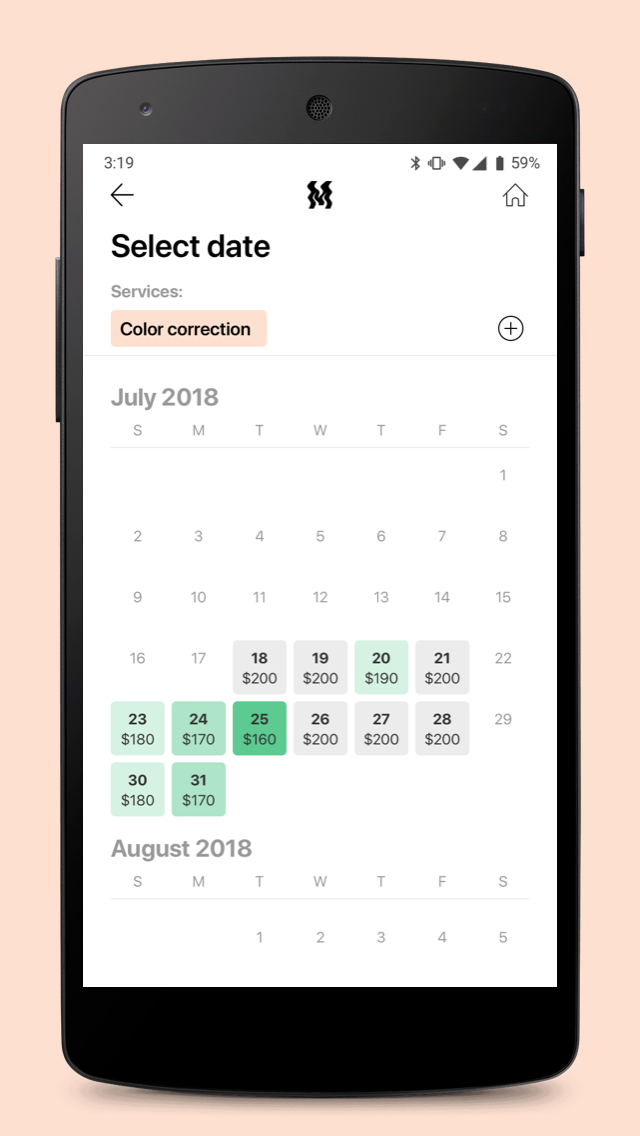 3:19 59%
Select date
Services:
Color correction
July 2018
S M T W T F S
1
2 3 4 5 6 7 8
9 10 11 12 13 14 15
16 17 18 19 20 21 22
$200 $200 $190 $200
23 24 25 26 27 28 29
$180 $170 $160 $200 $200 $200
30 31
$180 $170
August 2018
S M T W T F S
1 2 3 4 5